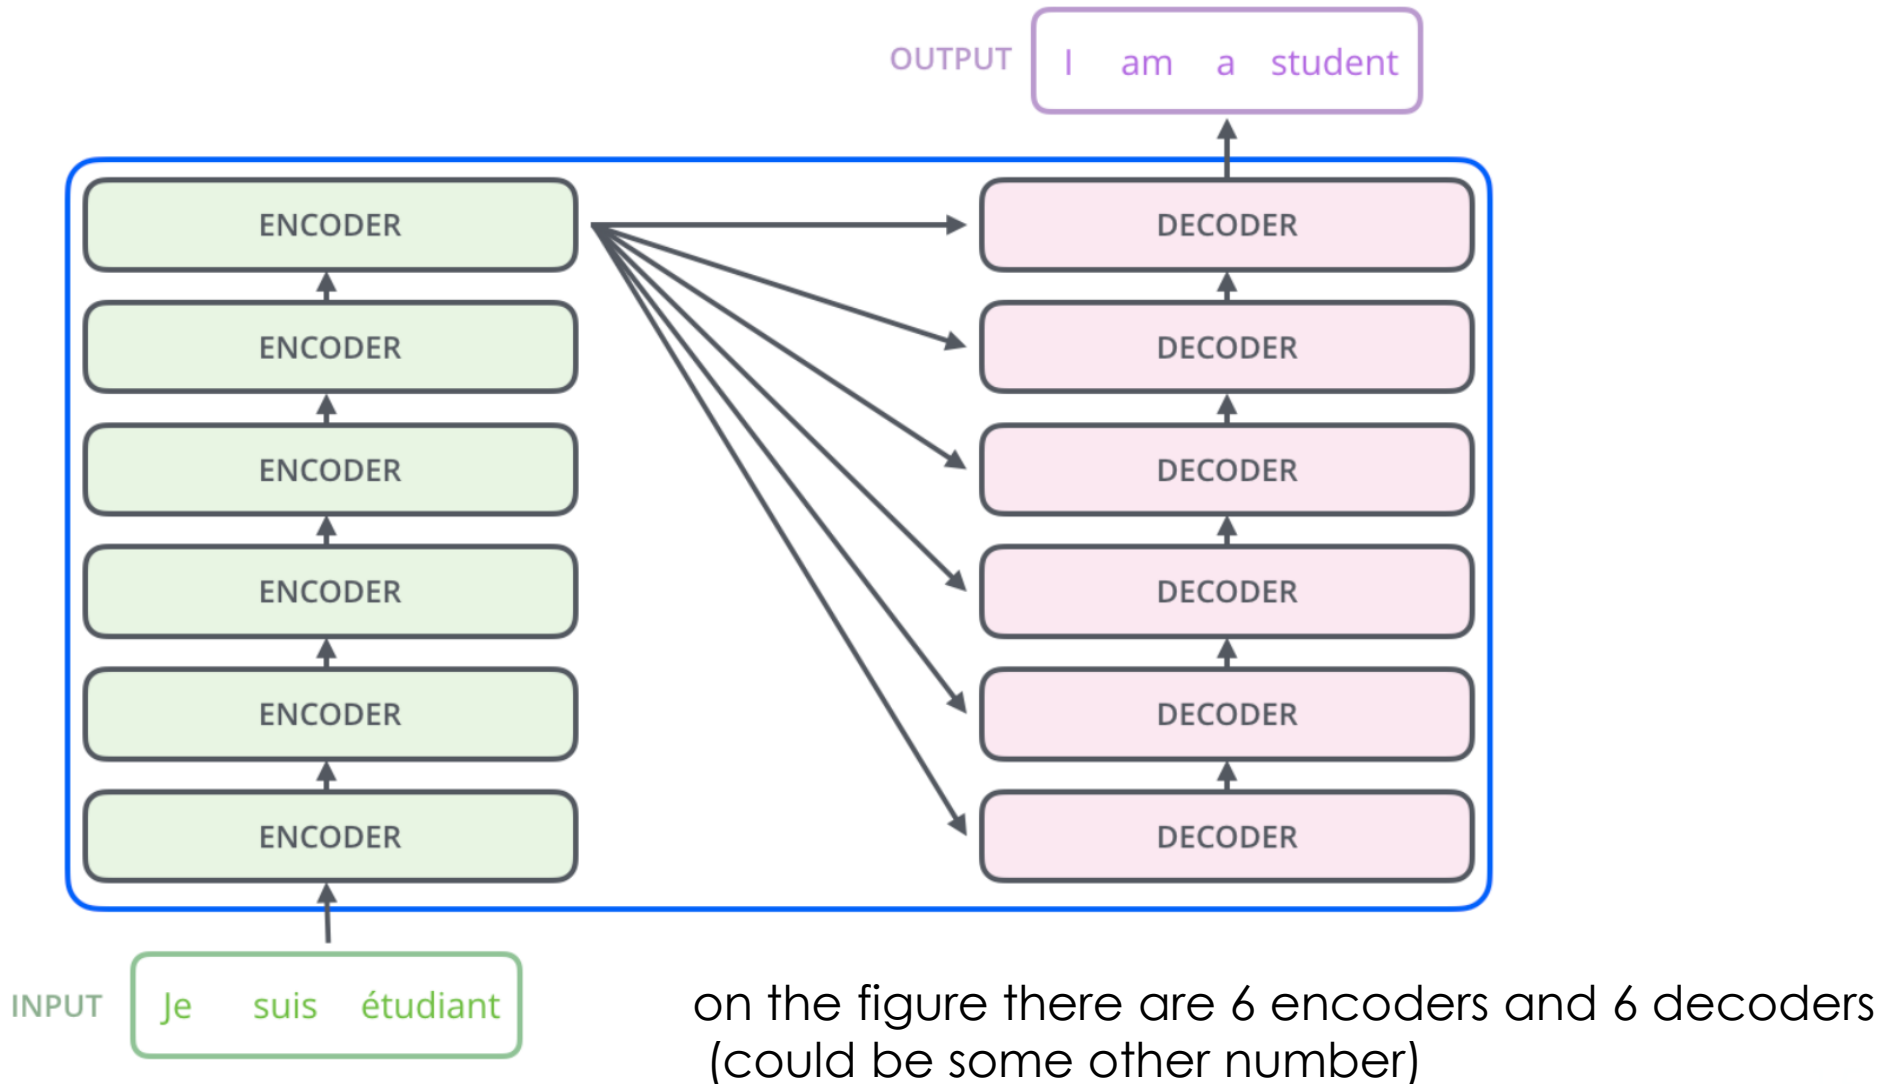 OUTPUT I am a student
ENCODER DECODER
ENCODER DECODER
ENCODER DECODER
ENCODER DECODER
ENCODER DECODER
ENCODER DECODER
INPUT Je suis étudiant
on the figure there are 6 encoders and 6 decoders
(could be some other number)